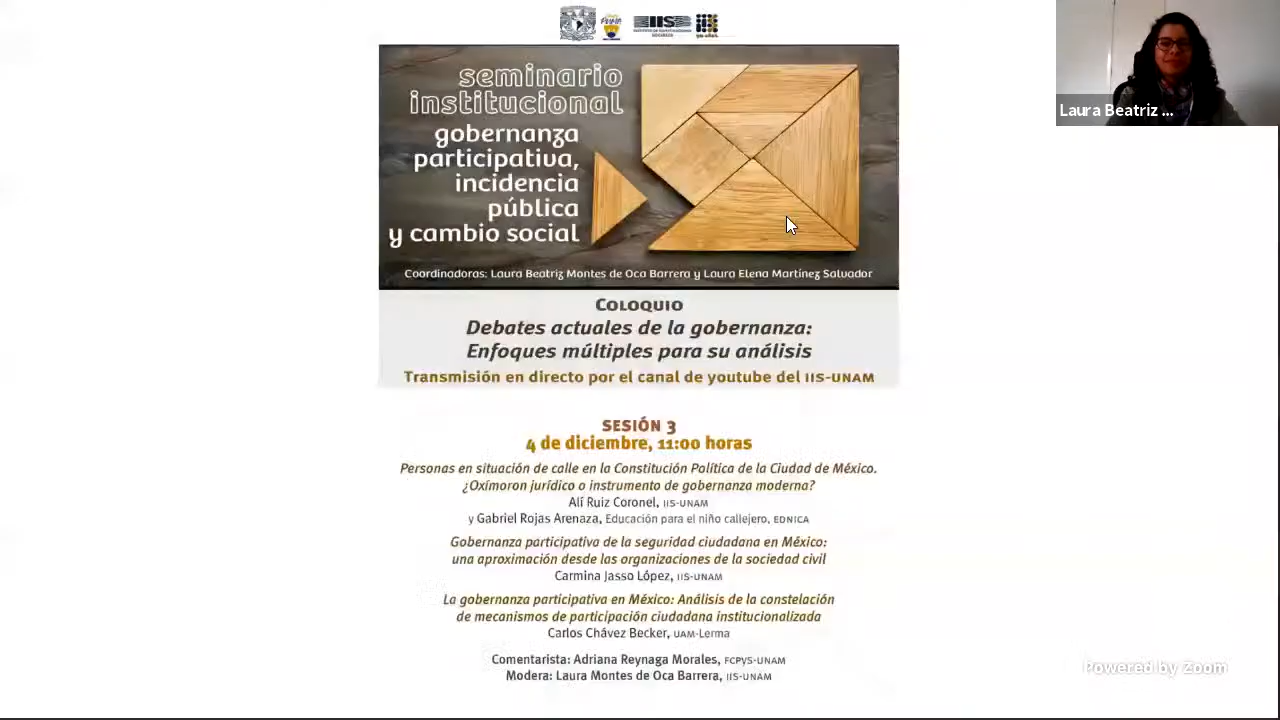 IIS
INSTITUTO DE INVESTIGACIONES
SOCIALES
seminario
institucional
gobernanza
participativa,
incidencia
pública
y cambio social
Coordinadoras: Laura Beatriz Montes de Oca Barrera y Laura Elena Martínez Salvador
COLOQUIO
Debates actuales de la gobernanza:
Enfoques múltiples para su análisis
Transmisión en directo por el canal de youtube del IIS-UNAM
SESIÓN 3
4 de diciembre, 11:00 horas
Personas en situación de calle en la Constitución Política de la Ciudad de México.
¿Oxímoron jurídico o instrumento de gobernanza moderna?
Alí Ruiz Coronel, IIS-UNAM
y Gabriel Rojas Arenaza, Educación para el niño callejero, EDNICA
Gobernanza participativa de la seguridad ciudadana en México:
una aproximación desde las organizaciones de la sociedad civil
Carmina Jasso López, IIS-UNAM
La gobernanza participativa en México: Análisis de la constelación
de mecanismos de participación ciudadana institucionalizada
Carlos Chávez Becker, UAM-Lerma
Comentarista: Adriana Reynaga Morales, FCPYS-UNAM
Modera: Laura Montes de Oca Barrera, IIS-UNAM
Laura Beatriz ...
Powered by Zoom